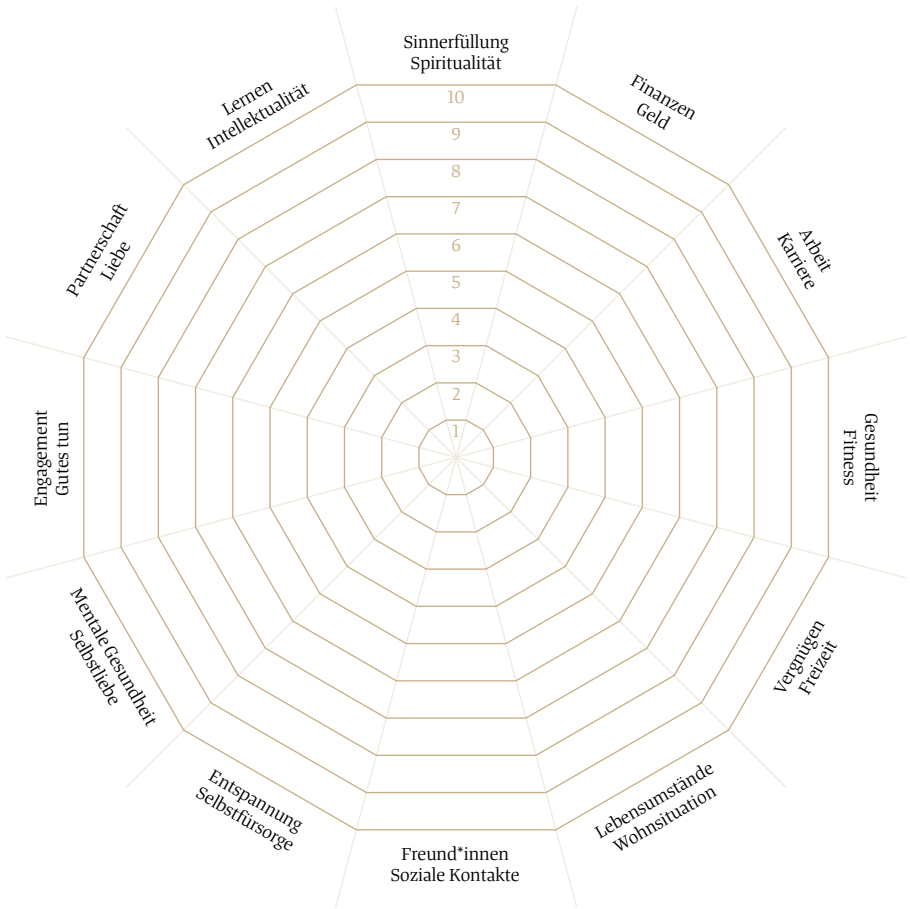 Sinnerfüllung
Spiritualität
Finanzen
Geld
Arbeit
Karriere
Gesundheit
Fitness
Vergnügen
Freizeit
Lebensumstände
Wohnsituation
Freund*innen
Soziale Kontakte
Entspannung
Selbstfürsorge
Mentale Gesundheit
Selbstliebe
Engagement
Gutes tun
Partnerschaft
Liebe
Lernen
Intellektualität
10
9
8
7
6
5
4
3
2
1